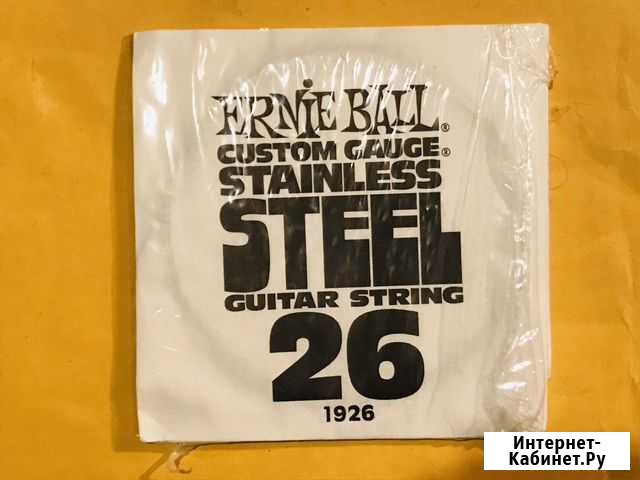 ERNIE BALL®
CUSTOM GAUGE®
STAINLESS
STEEL
GUITAR STRING
26
1926
Интернет-
Кабинет.Ру